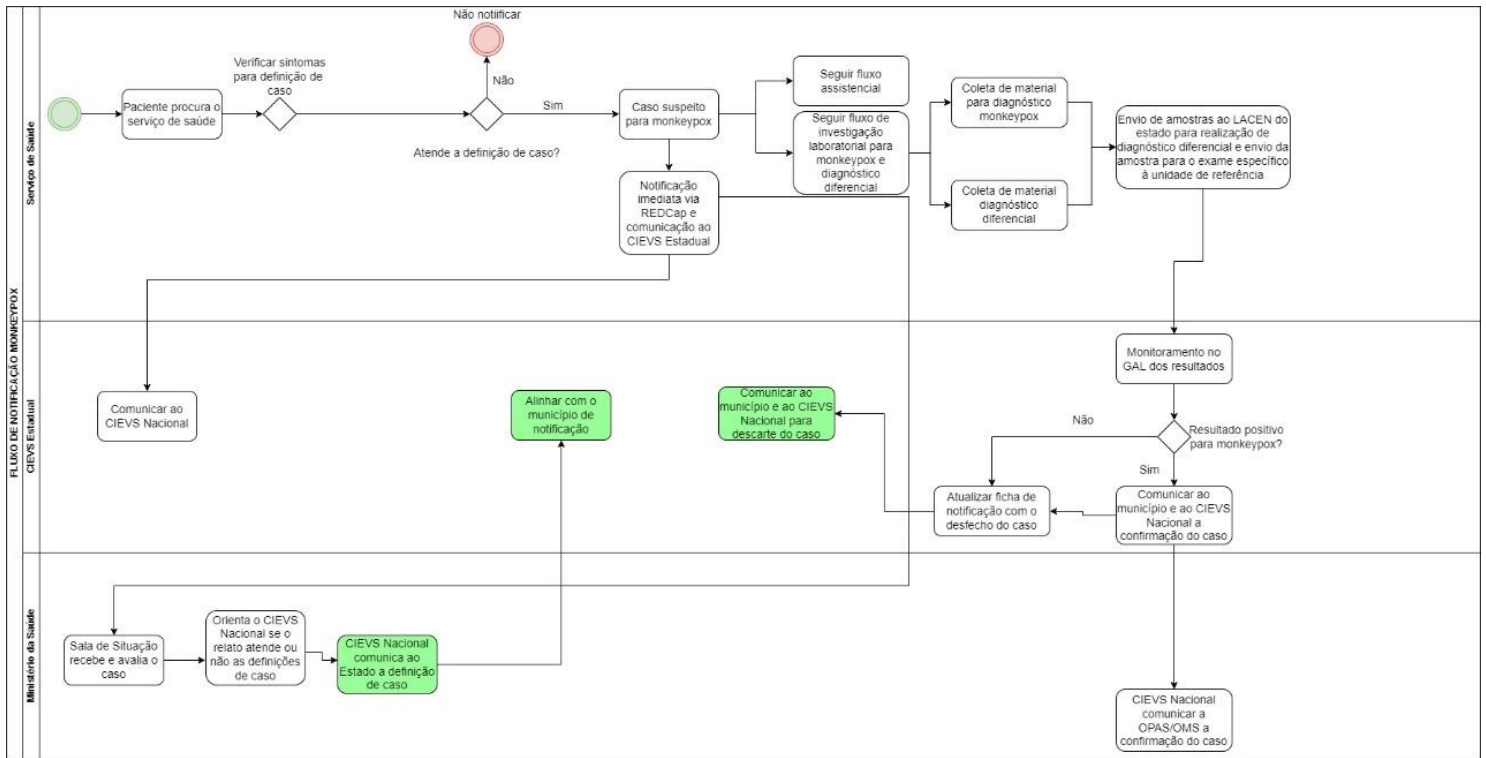 FLUXO DE NOTIFICAÇÃO MONKEYPOX
Serviço de Saúde
Paciente procura o
serviço de saúde
Verificar sintomas
para definição de
caso
Não notiificar
Não
Sim
Atende a definição de caso?
Caso suspeito
para monkeypox
Notificação
imediata via
REDCap e
comunicação ao
CIEVS Estadual
Seguir fluxo
assistencial
Seguir fluxo de
investigação
laboratorial para
monkeypox e
diagnóstico
diferencial
Coleta de material
para diagnóstico
monkeypox
Coleta de material
diagnóstico
diferencial
Envio de amostras ao LACEN do
estado para realização de
diagnóstico diferencial e envio da
amostra para o exame específico
à unidade de referência
CIEVS Estadual
Comunicar ao
CIEVS Nacional
Alinhar com o
município de
notificação
Comunicar ao
município e ao CIEVS
Nacional para
descarte do caso
Monitoramento no
GAL dos resultados
Não
Resultado positivo
para monkeypox?
Sim
Atualizar ficha de
notificação com o
desfecho do caso
Comunicar ao
município e ao CIEVS
Nacional a
confirmação do caso
Ministério da Saúde
Sala de Situação
recebe e avalia o
caso
Orienta o CIEVS
Nacional se o
relato atende ou
não as definições
de caso
CIEVS Nacional
comunica ao
Estado a definição
de caso
CIEVS Nacional
comunicar a
OPAS/OMS a
confirmação do caso